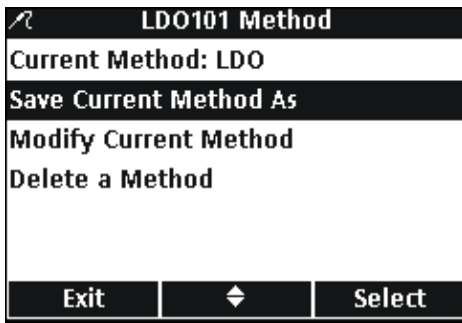 LDO101 Method
Current Method: LDO
Save Current Method As
Modify Current Method
Delete a Method
Exit Select